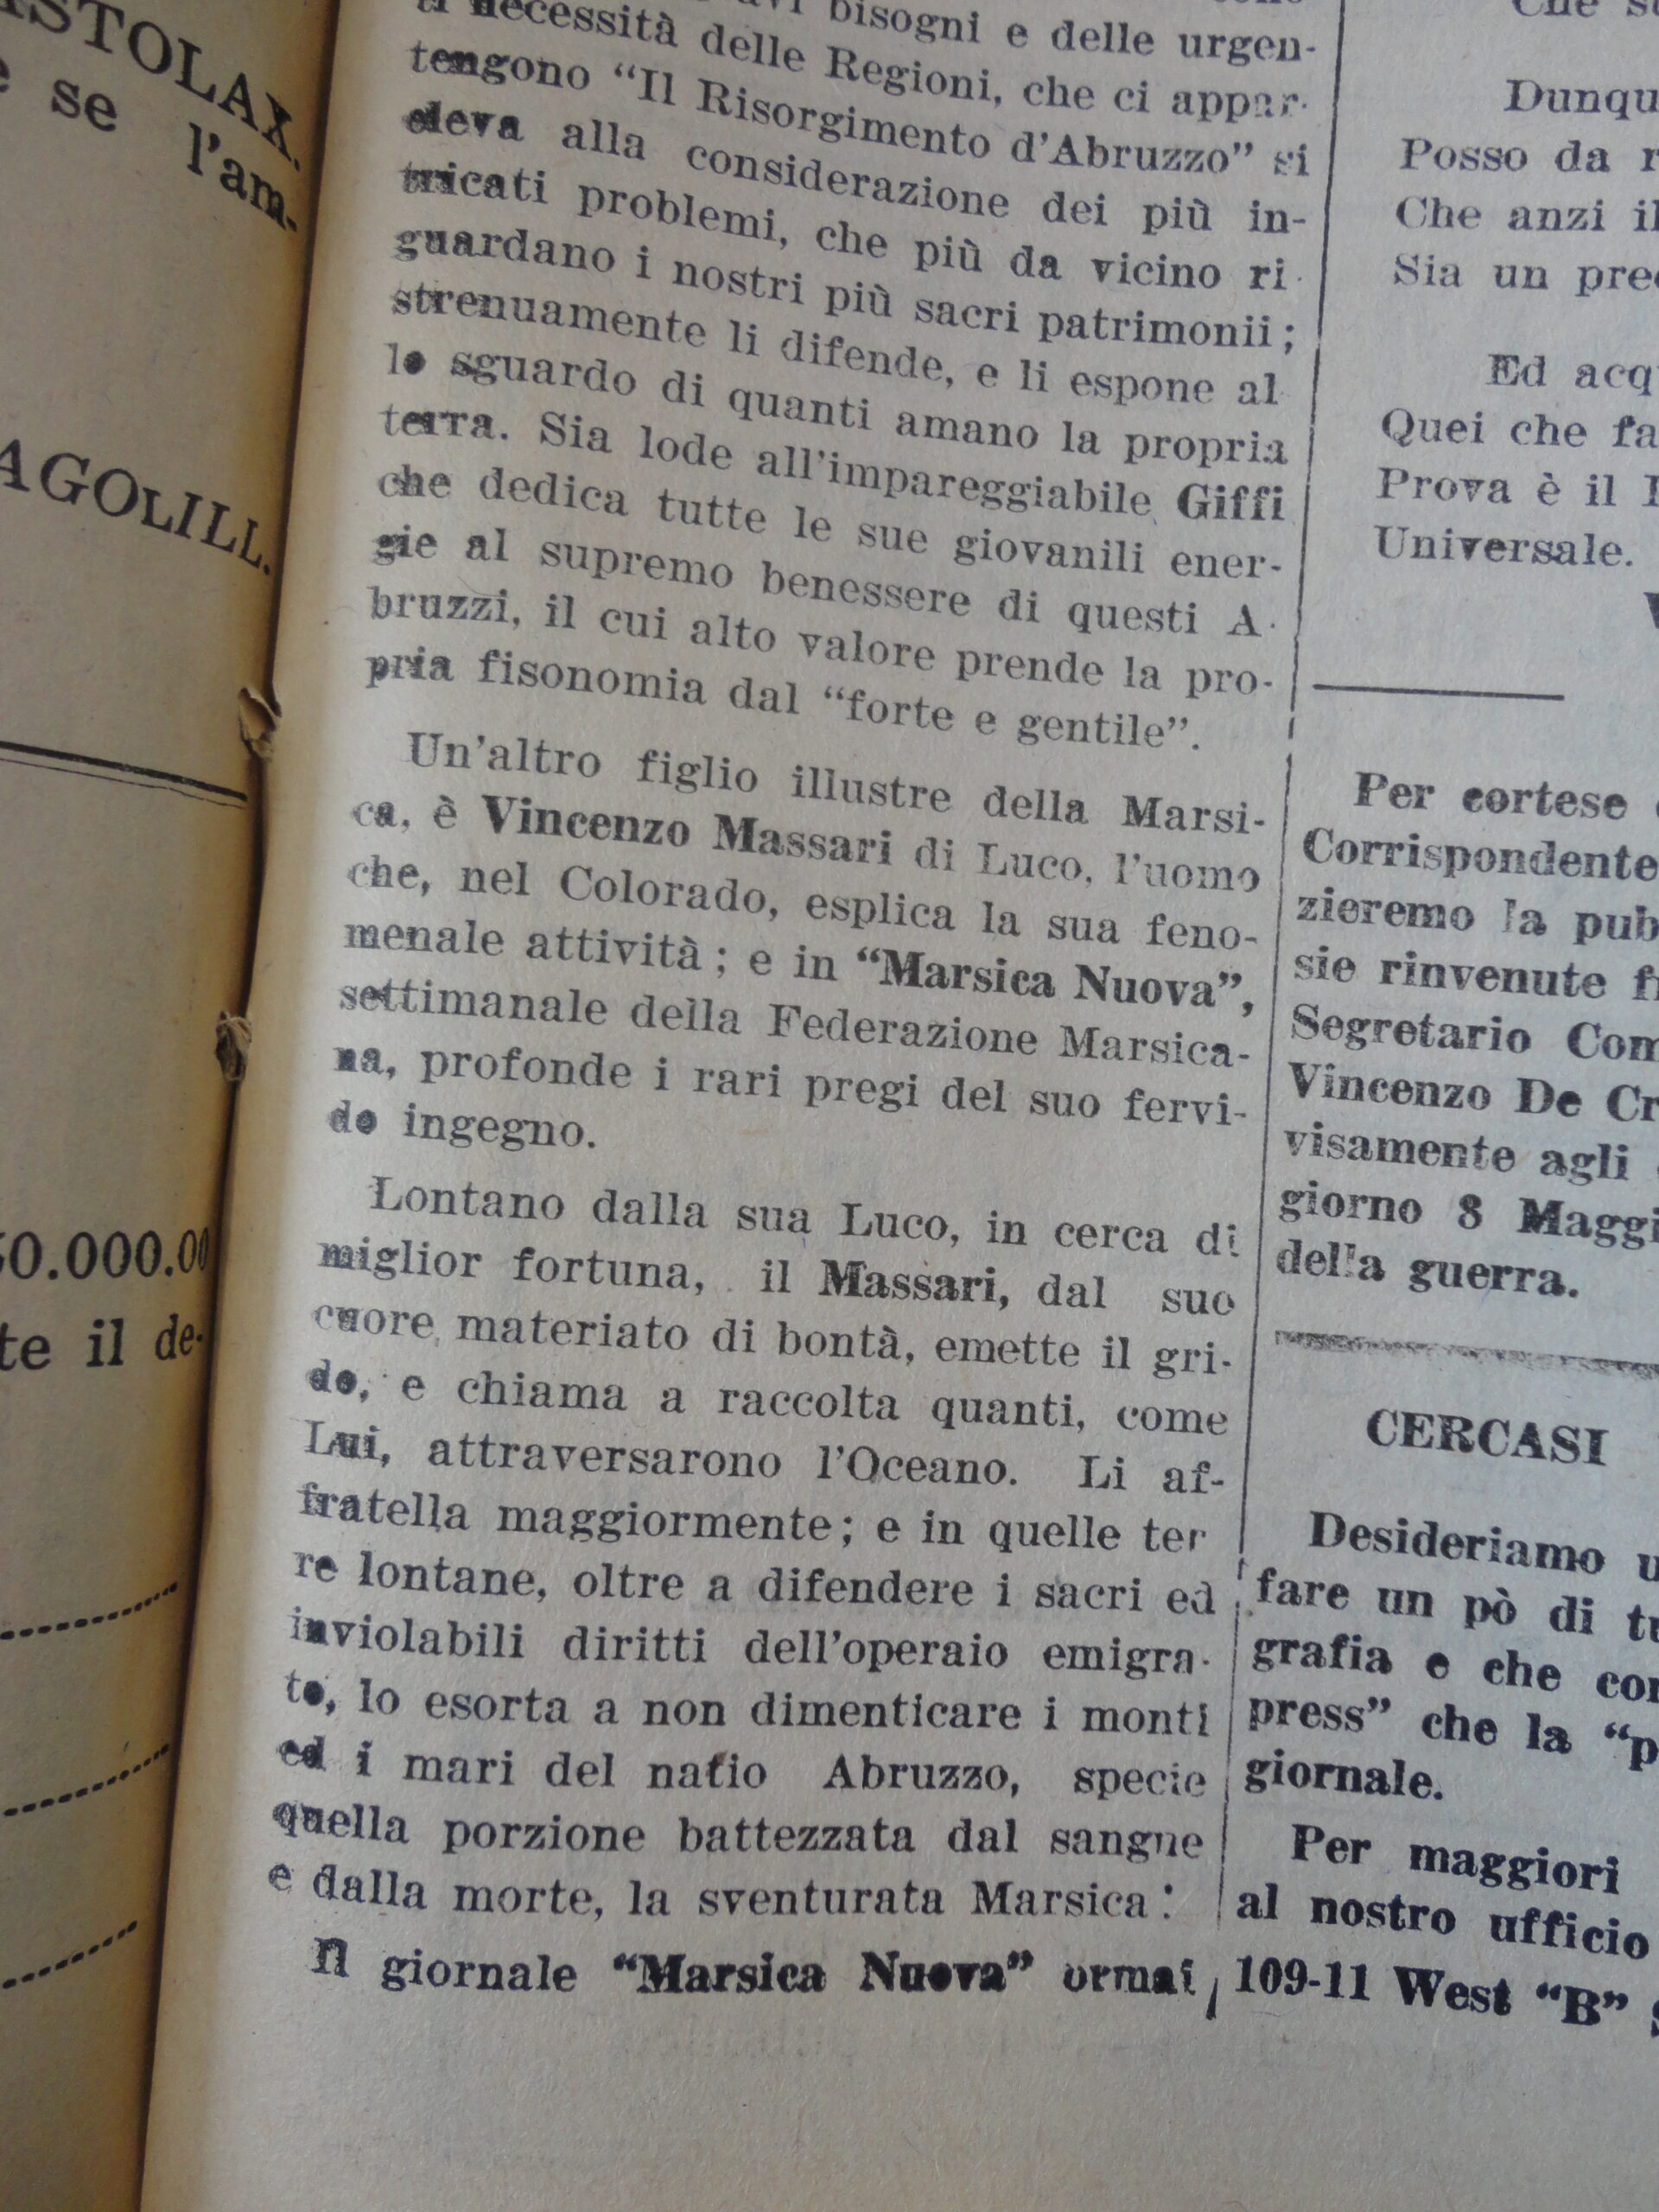 ISTOLAX.
e se l'am-
AGOLILL.
50.000.00
te il de-
bisogni e delle urgen-
ti necessità delle Regioni, che ci appar-
tengono “Il Risorgimento d'Abruzzo” si
eleva alla considerazione dei più in-
tricati problemi, che più da vicino ri-
guardano i nostri più sacri patrimonii;
strenuamente li difende, e li espone al
lo sguardo di quanti amano la propria
terra. Sia lode all'impareggiabile Giffi
che dedica tutte le sue giovanili ener-
gie al supremo benessere di questi A-
bruzzi, il cui alto valore prende la pro-
pria fisonomia dal “forte e gentile”.
Un'altro figlio illustre della Marsi-
ca, è Vincenzo Massari di Luco, l'uomo
che, nel Colorado, esplica la sua feno-
menale attività; e in “Marsica Nuova”,
settimanale della Federazione Marsica-
na, profonde i rari pregi del suo fervi-
do ingegno.
Lontano dalla sua Luco, in cerca di
miglior fortuna, il Massari, dal suo
cuore materiato di bontà, emette il gri-
do, e chiama a raccolta quanti, come
Lui, attraversarono l'Oceano. Li af-
fratella maggiormente; e in quelle ter
re lontane, oltre a difendere i sacri ed
inviolabili diritti dell'operaio emigra-
to, lo esorta a non dimenticare i monti
ed i mari del natio Abruzzo, specie
quella porzione battezzata dal sangue
e dalla morte, la sventurata Marsica:
Il giornale “Marsica Nuova” ormai
Che
Dunqu
Posso da
Che anzi il
Sia un pre
Ed acq
Quei che fa
Prova è il
Universale.
Per cortese
Corrispondente
zieremo la pub
sie rinvenute
Segretario Com
Vincenzo De Cr
visamente agli
giorno 8 Maggi
della guerra.
CERCASI
Desideriamo u
fare un pò di
grafia e che
press” che la “p
giornale.
Per maggiori
al nostro ufficio
109-11 West “B”